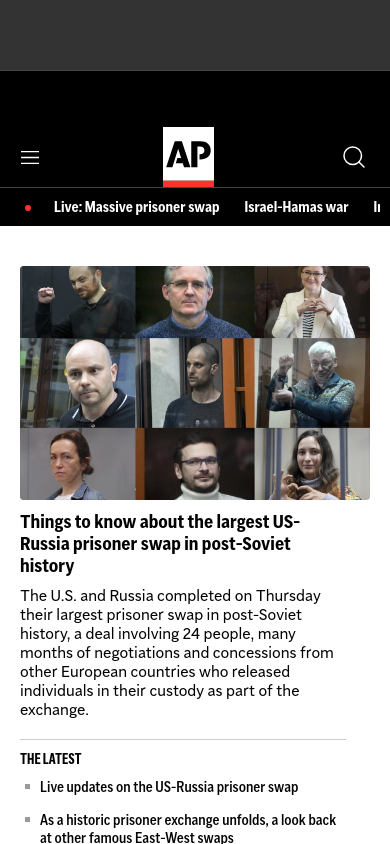 AP
Live: Massive prisoner swap Israel-Hamas war
Things to know about the largest US-
Russia prisoner swap in post-Soviet
history
The U.S. and Russia completed on Thursday
their largest prisoner swap in post-Soviet
history, a deal involving 24 people, many
months of negotiations and concessions from
other European countries who released
individuals in their custody as part of the
exchange.
THE LATEST
Live updates on the US-Russia prisoner swap
As a historic prisoner exchange unfolds, a look back
at other famous East-West swaps